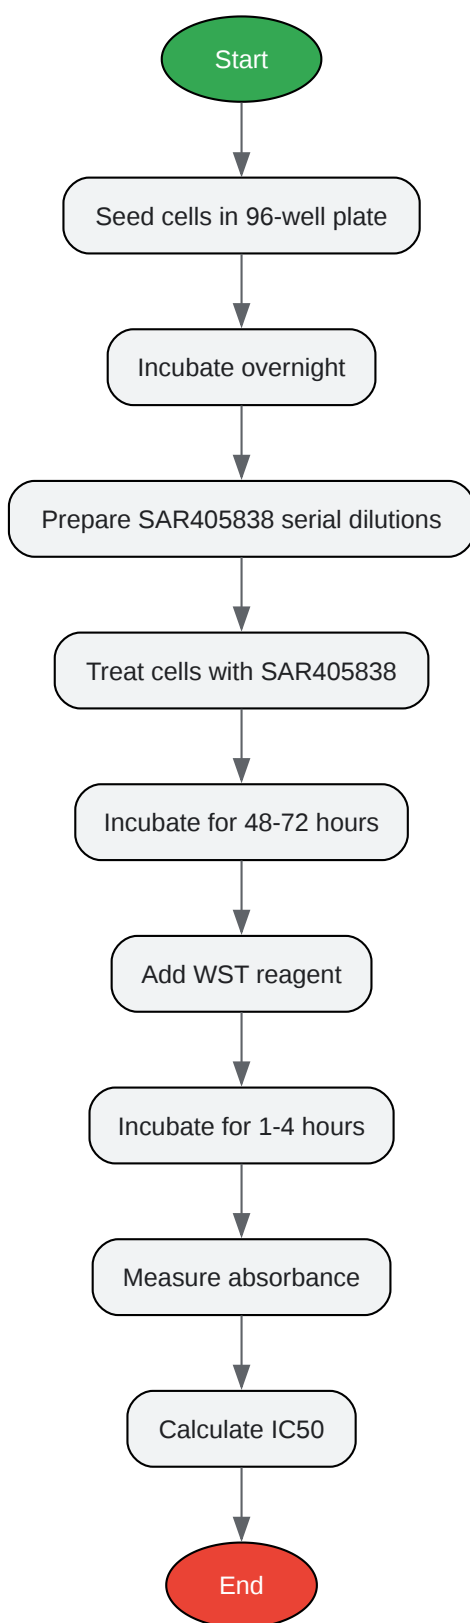 Start
Seed cells in 96-well plate
Incubate overnight
Prepare SAR405838 serial dilutions
Treat cells with SAR405838
Incubate for 48-72 hours
Add WST reagent
Incubate for 1-4 hours
Measure absorbance
Calculate IC50
End